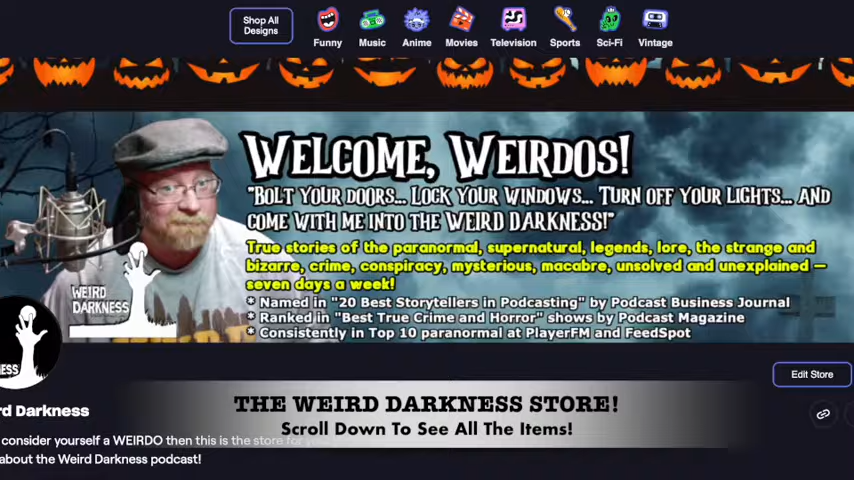 Shop All
Designs
Funny
Music
Anime
Movies
Television
Sports
Sci-Fi
Vintage
WELCOME, WEIRDOS!
"BOLT YOUR DOORS... LOCK YOUR WINDOWS... TURN OFF YOUR LIGHTS... AND
COME WITH ME INTO THE WEIRD DARKNESS!"
True stories of the paranormal, supernatural, legends, lore, the strange and
bizarre, crime, conspiracy, mysterious, macabre, unsolved and unexplained —
seven days a week!
* Named in "20 Best Storytellers in Podcasting" by Podcast Business Journal
* Ranked in "Best True Crime and Horror" shows by Podcast Magazine
* Consistently in Top 10 paranormal at PlayerFM and FeedSpot
WEIRD
DARKNESS
NESS
Edit Store
rd Darkness
THE WEIRD DARKNESS STORE!
Scroll Down To See All The Items!
consider yourself a WEIRDO then this is the store for
about the Weird Darkness podcast!